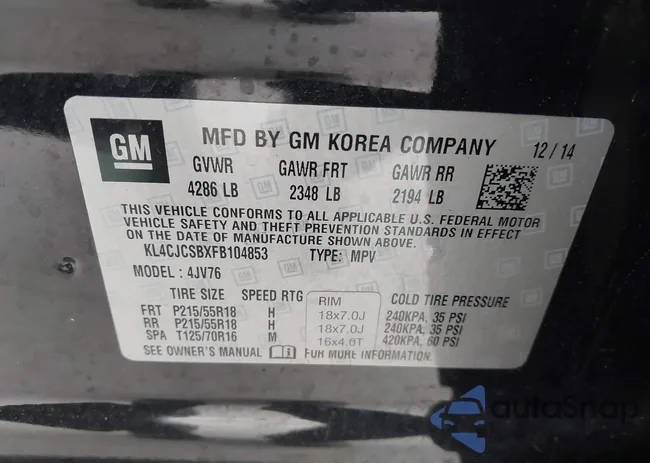 GM MFD BY GM KOREA COMPANY 12/14
GVWR GAWR FRT GAWR RR
4286 LB 2348 LB 2194 LB
THIS VEHICLE CONFORMS TO ALL APPLICABLE U.S. FEDERAL MOTOR
VEHICLE SAFETY AND THEFT PREVENTION STANDARDS IN EFFECT
ON THE DATE OF MANUFACTURE SHOWN ABOVE.
KL4CJCSBXFB104853 TYPE: MPV
MODEL : 4JV76
TIRE SIZE SPEED RTG RIM COLD TIRE PRESSURE
FRT P215/55R18 H 18x7.0J 240KPA, 35 PSI
RR P215/55R18 H 18x7.0J 240KPA, 35 PSI
SPA T125/70R16 M 16x4.0T 420KPA, 60 PSI
SEE OWNER'S MANUAL FOR MORE INFORMATION.
autoSnap
POWERED BY CARBROKER